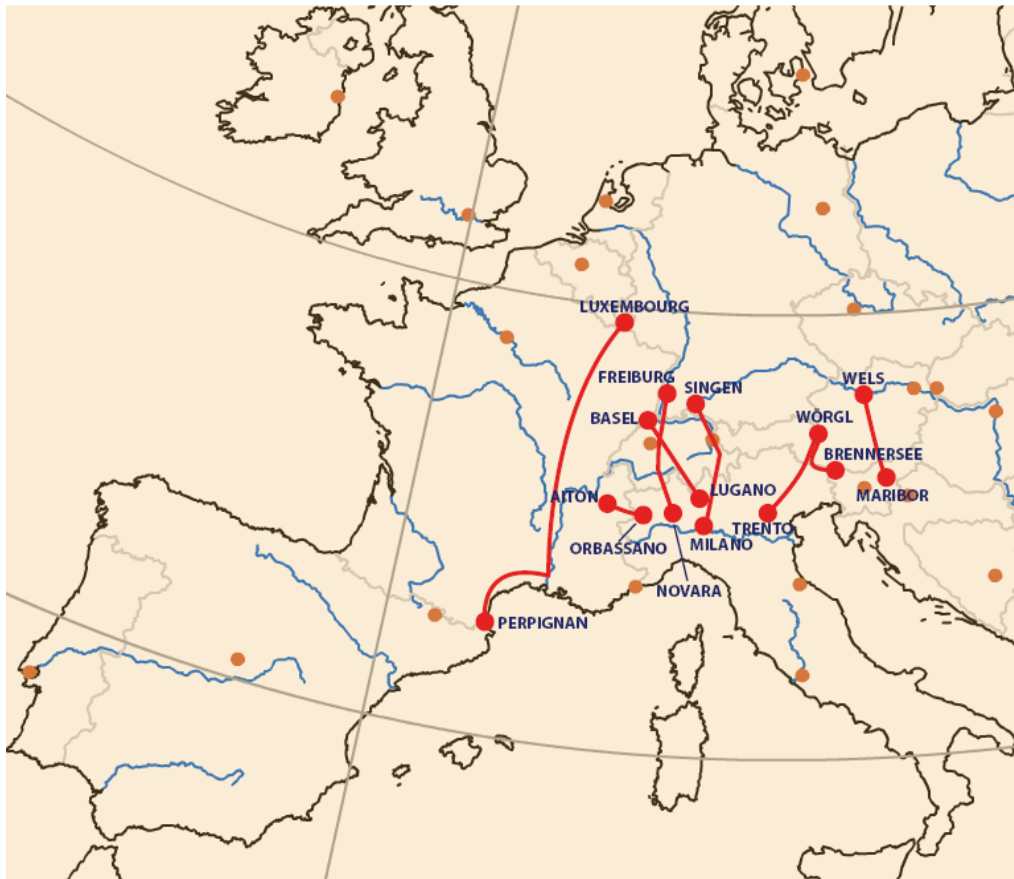 LUXEMBOURG
FREIBURG
SINGEN
WELS
BASEL
WÖRGL
BRENNERSEE
AITON
LUGANO
MARIBOR
TRENTO
ORBASSANO
MILANO
NOVARA
PERPIGNAN